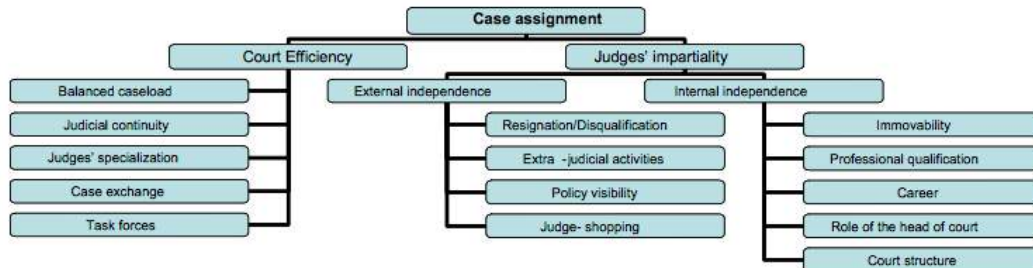 Case assignment
Court Efficiency
Judges' impartiality
Balanced caseload
External independence
Internal independence
Judicial continuity
Resignation/Disqualification
Immovability
Judges' specialization
Extra -judicial activities
Professional qualification
Case exchange
Policy visibility
Career
Task forces
Judge- shopping
Role of the head of court
Court structure